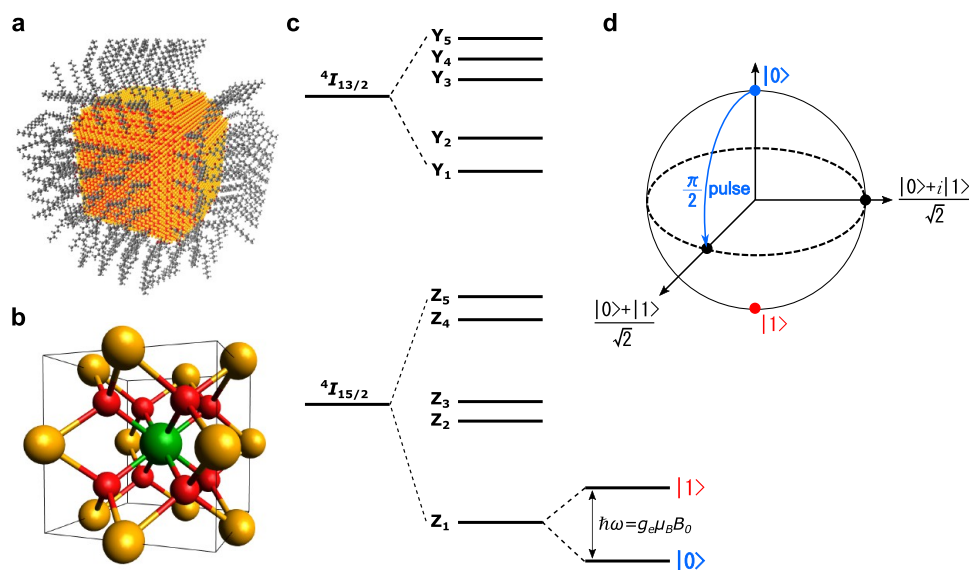 a
b
c
Y5
Y4
⁴I13/2
Y3
Y2
Y1
Z5
Z4
⁴I15/2
Z3
Z2
Z1
|1>
ħω=gₑμBB0
|0>
d
|0>
π/2 pulse
|0>+i|1>
√2
|0>+|1>
√2
|1>